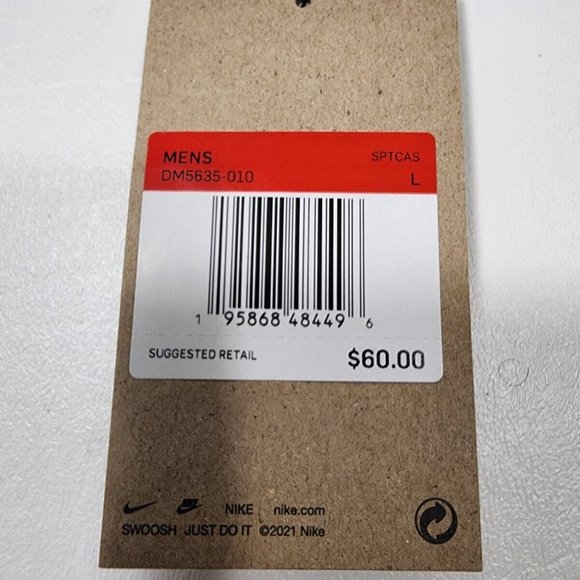 MENS SPTCAS
DM5635-010 L
1 95868 48449 6
SUGGESTED RETAIL $60.00
NIKE nike.com
SWOOSH JUST DO IT ©2021 Nike